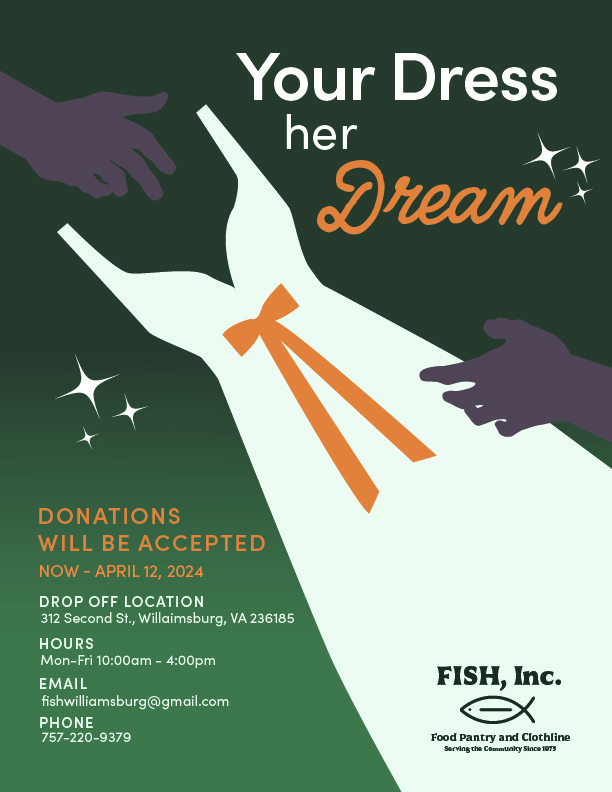 Your Dress
her
Dream
DONATIONS
WILL BE ACCEPTED
NOW - APRIL 12, 2024
DROP OFF LOCATION
312 Second St., Willaimsburg, VA 236185
HOURS
Mon-Fri 10:00am - 4:00pm
EMAIL
fishwilliamsburg@gmail.com
PHONE
757-220-9379
FISH, Inc.
Food Pantry and Clothline
Serving the Community Since 1975